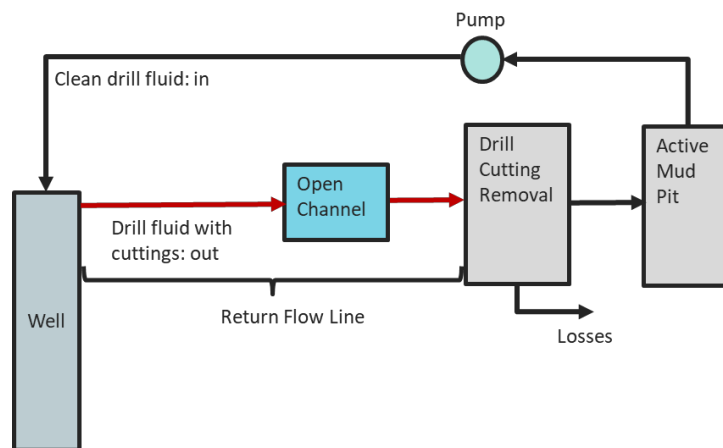 Pump
Clean drill fluid: in
Drill
Cutting
Removal
Active
Mud
Pit
Open
Channel
Drill fluid with
cuttings: out
Return Flow Line
Well
Losses